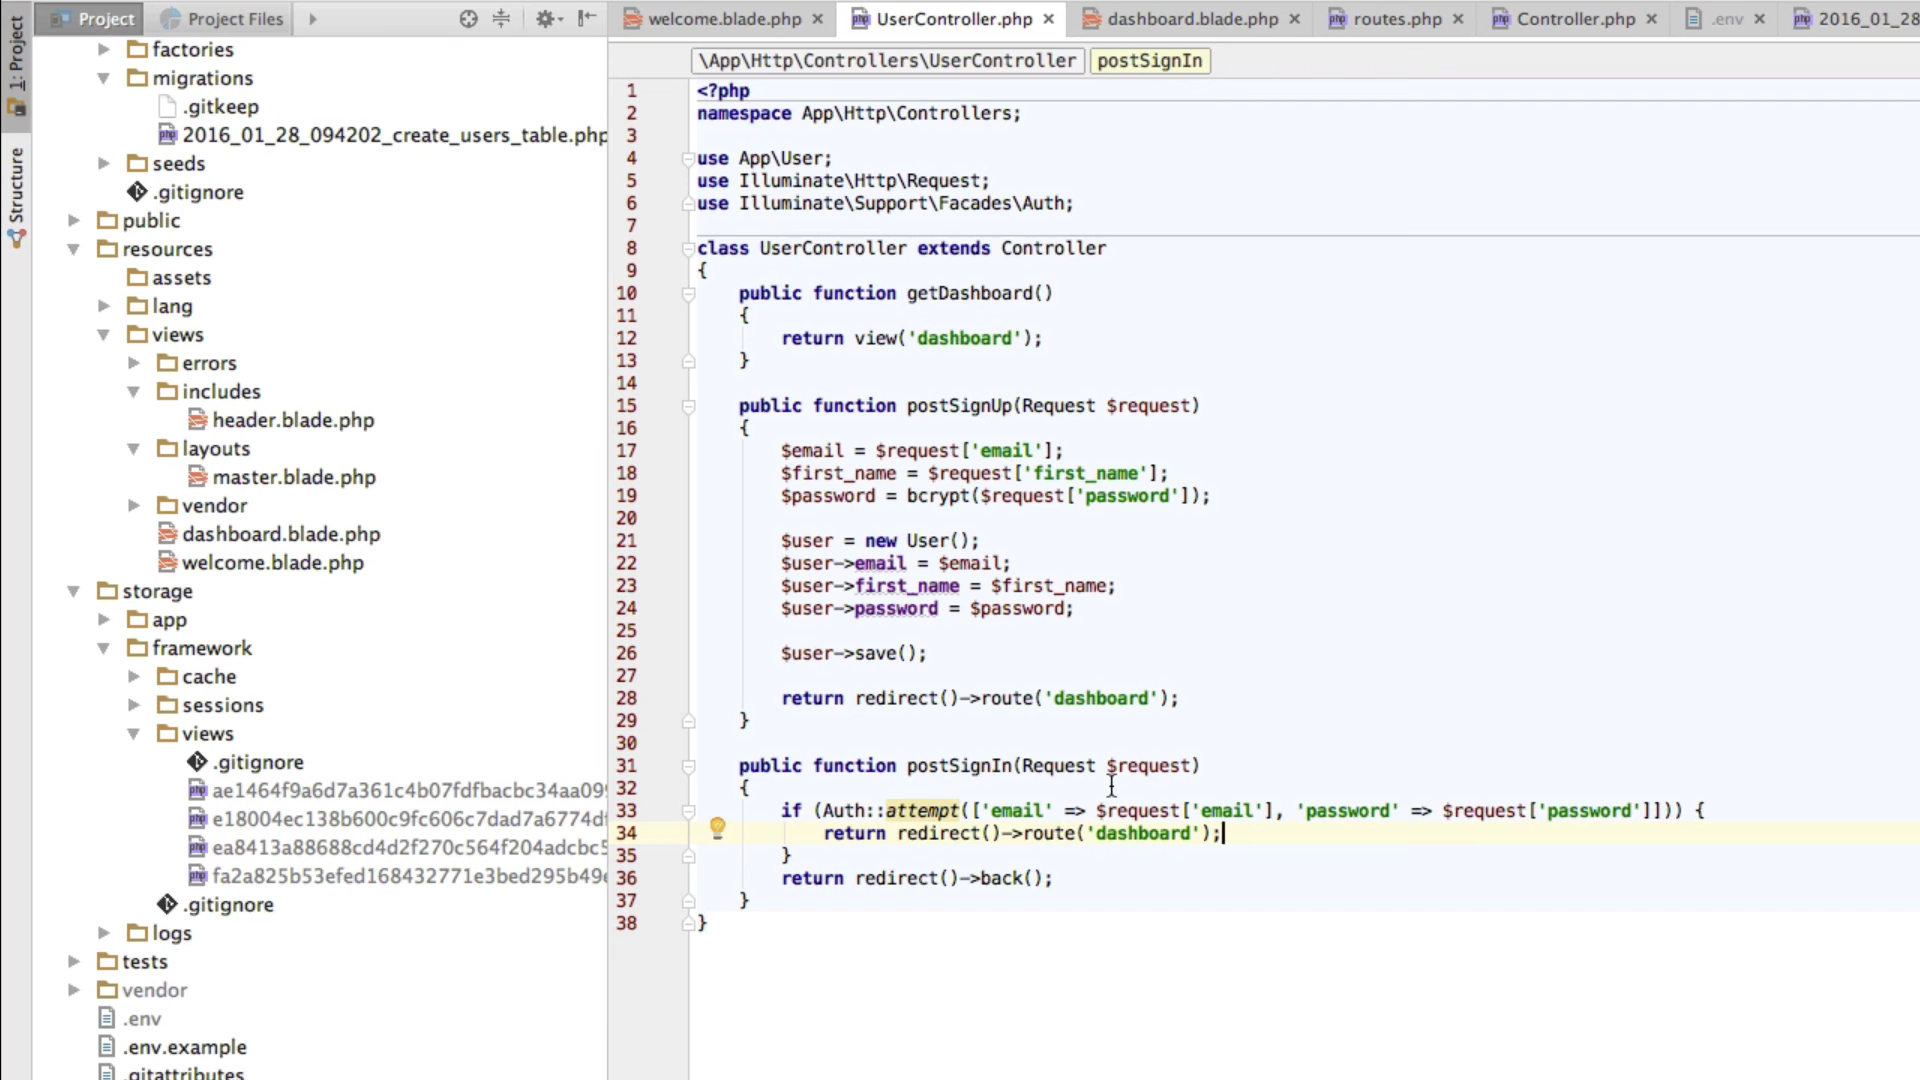 Project
Project Files
welcome.blade.php
UserController.php
dashboard.blade.php
routes.php
Controller.php
.env
2016_01_28
1: Project
Structure
factories
migrations
.gitkeep
2016_01_28_094202_create_users_table.php
seeds
.gitignore
public
resources
assets
lang
views
errors
includes
header.blade.php
layouts
master.blade.php
vendor
dashboard.blade.php
welcome.blade.php
storage
app
framework
cache
sessions
views
.gitignore
ae1464f9a6d7a361c4b07fdfbacbc34aa099
e18004ec138b600c9fc606c7dad7a6774df
ea8413a88688cd4d2f270c564f204adcbc5
fa2a825b53efed168432771e3bed295b49e
.gitignore
logs
tests
vendor
.env
.env.example
.gitattributes
\App\Http\Controllers\UserController postSignIn
1 <?php
2 namespace App\Http\Controllers;
3
4 use App\User;
5 use Illuminate\Http\Request;
6 use Illuminate\Support\Facades\Auth;
7
8 class UserController extends Controller
9 {
10 public function getDashboard()
11 {
12 return view('dashboard');
13 }
14
15 public function postSignUp(Request $request)
16 {
17 $email = $request['email'];
18 $first_name = $request['first_name'];
19 $password = bcrypt($request['password']);
20
21 $user = new User();
22 $user->email = $email;
23 $user->first_name = $first_name;
24 $user->password = $password;
25
26 $user->save();
27
28 return redirect()->route('dashboard');
29 }
30
31 public function postSignIn(Request $request)
32 {
33 if (Auth::attempt(['email' => $request['email'], 'password' => $request['password']])) {
34 return redirect()->route('dashboard');
35 }
36 return redirect()->back();
37 }
38 }